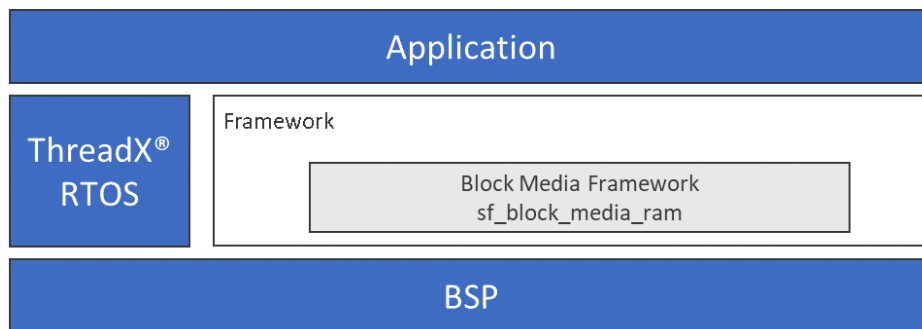 Application
ThreadX®
RTOS
Framework
Block Media Framework
sf_block_media_ram
BSP